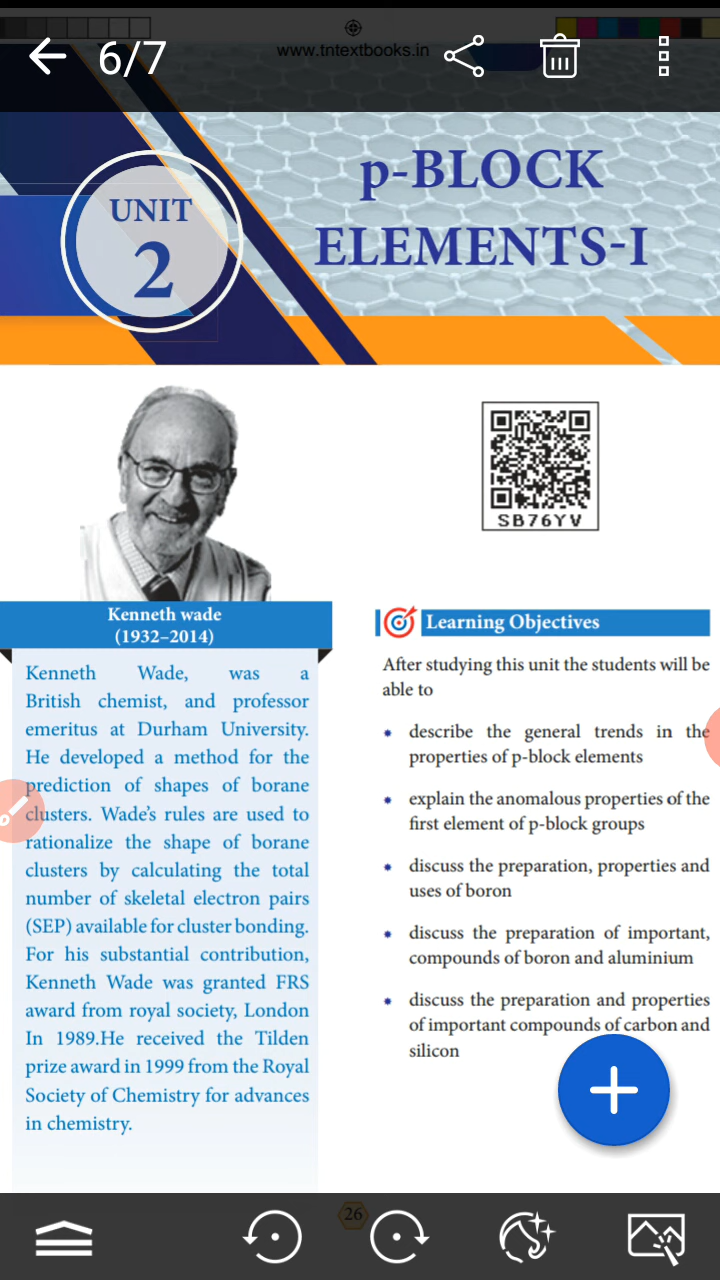 6/7
www.tntextbooks.in
UNIT
2
p-BLOCK
ELEMENTS-I
SB76YV
Kenneth wade
(1932–2014)
Kenneth Wade, was a
British chemist, and professor
emeritus at Durham University.
He developed a method for the
prediction of shapes of borane
clusters. Wade's rules are used to
rationalize the shape of borane
clusters by calculating the total
number of skeletal electron pairs
(SEP) available for cluster bonding.
For his substantial contribution,
Kenneth Wade was granted FRS
award from royal society, London
In 1989.He received the Tilden
prize award in 1999 from the Royal
Society of Chemistry for advances
in chemistry.
Learning Objectives
After studying this unit the students will be
able to
describe the general trends in the
properties of p-block elements
explain the anomalous properties of the
first element of p-block groups
discuss the preparation, properties and
uses of boron
discuss the preparation of important,
compounds of boron and aluminium
discuss the preparation and properties
of important compounds of carbon and
silicon
26